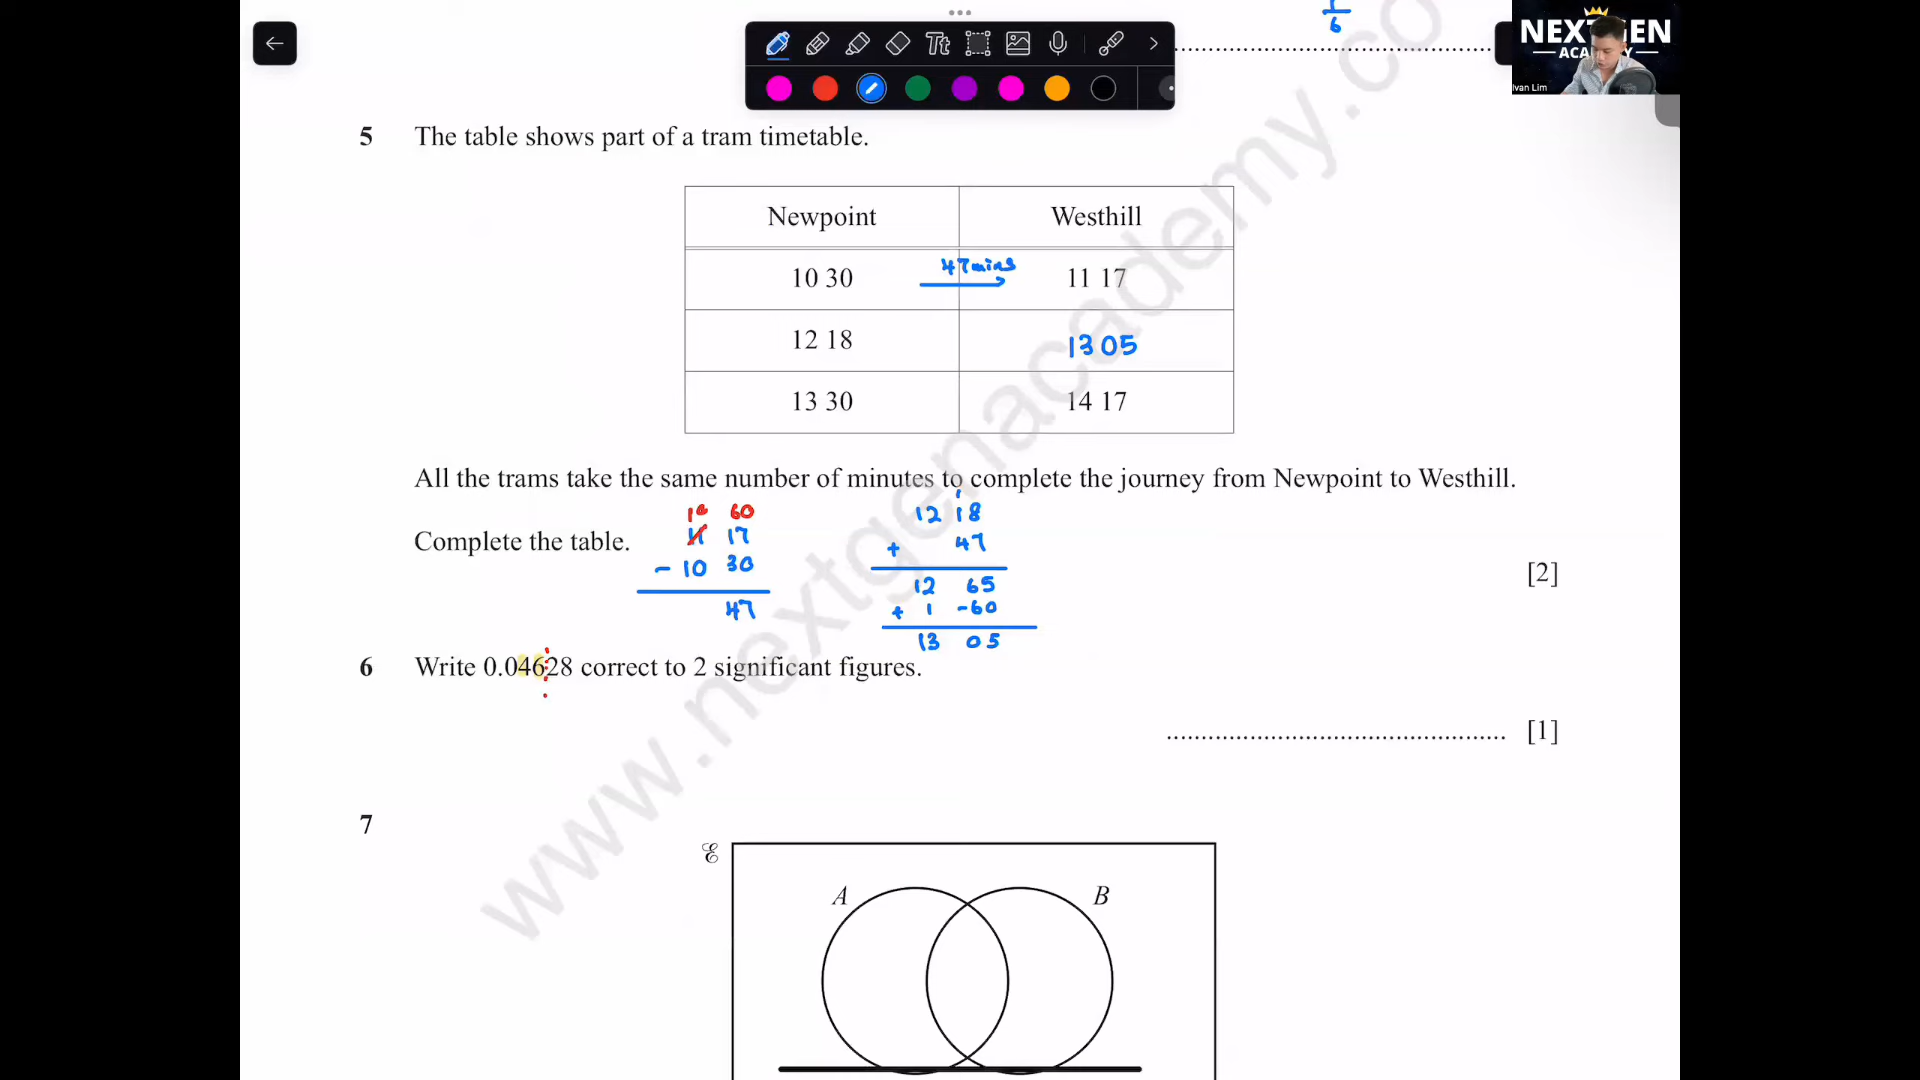 1
6
Tt
NEXTGEN
ACADEMY
Ivan Lim
5 The table shows part of a tram timetable.
Newpoint Westhill
10 30 47mins 11 17
12 18 13 05
13 30 14 17
All the trams take the same number of minutes to complete the journey from Newpoint to Westhill.
Complete the table.
10 60
11 17
- 10 30
47
1
12 18
+ 47
12 65
+ 1 -60
13 05
[2]
6 Write 0.04628 correct to 2 significant figures.
.................................................. [1]
7
ℰ
A B
www.nextgenacademy.co